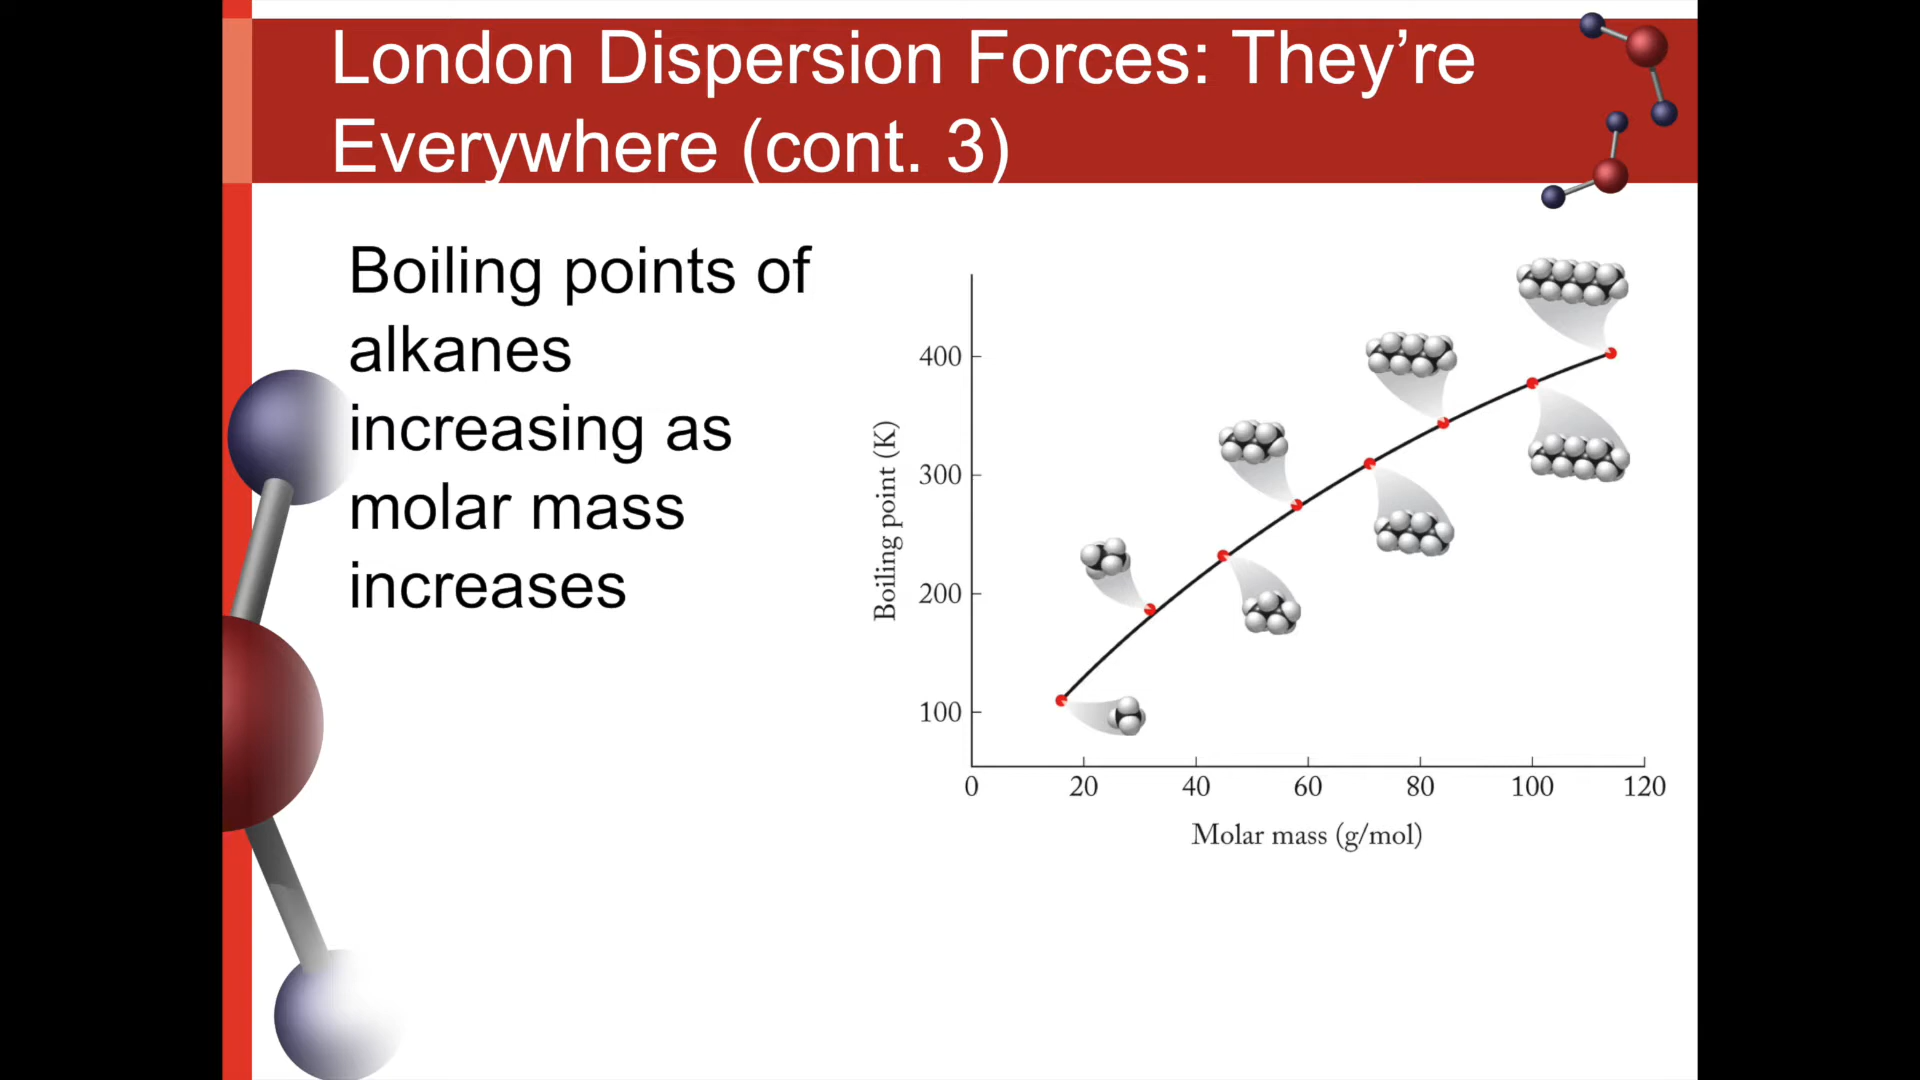 London Dispersion Forces: They’re
Everywhere (cont. 3)
Boiling points of
alkanes
increasing as
molar mass
increases
Boiling point (K)
400
300
200
100
0 20 40 60 80 100 120
Molar mass (g/mol)